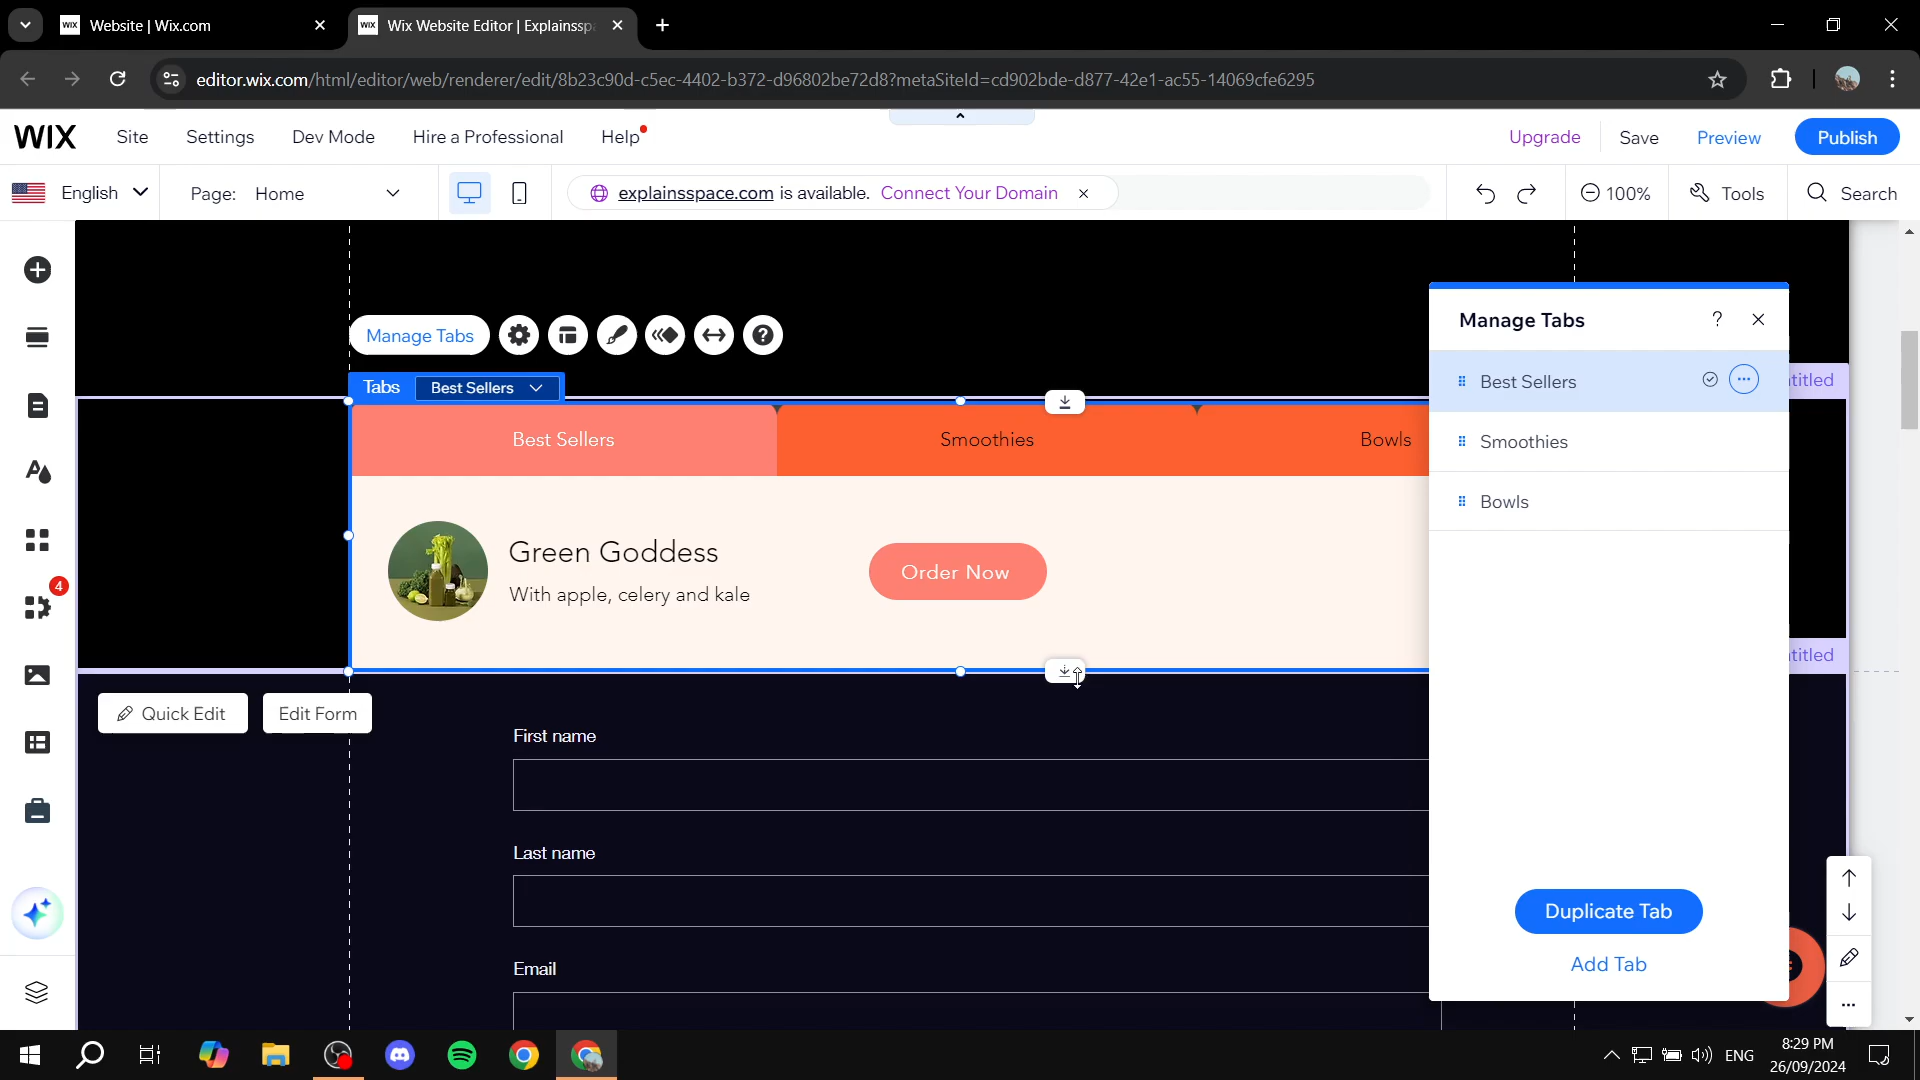 Website | Wix.com
Wix Website Editor | Explainssp
editor.wix.com/html/editor/web/renderer/edit/8b23c90d-c5ec-4402-b372-d96802be72d8?metaSiteId=cd902bde-d877-42e1-ac55-14069cfe6295
WIX Site Settings Dev Mode Hire a Professional Help Upgrade Save Preview Publish
English Page: Home explainsspace.com is available. Connect Your Domain 100% Tools Search
Manage Tabs
Tabs Best Sellers
Best Sellers Smoothies Bowls
Green Goddess
With apple, celery and kale
Order Now
Manage Tabs ?
Best Sellers
Smoothies
Bowls
Duplicate Tab
Add Tab
titled
titled
4
Quick Edit Edit Form
First name
Last name
Email
ENG
8:29 PM
26/09/2024